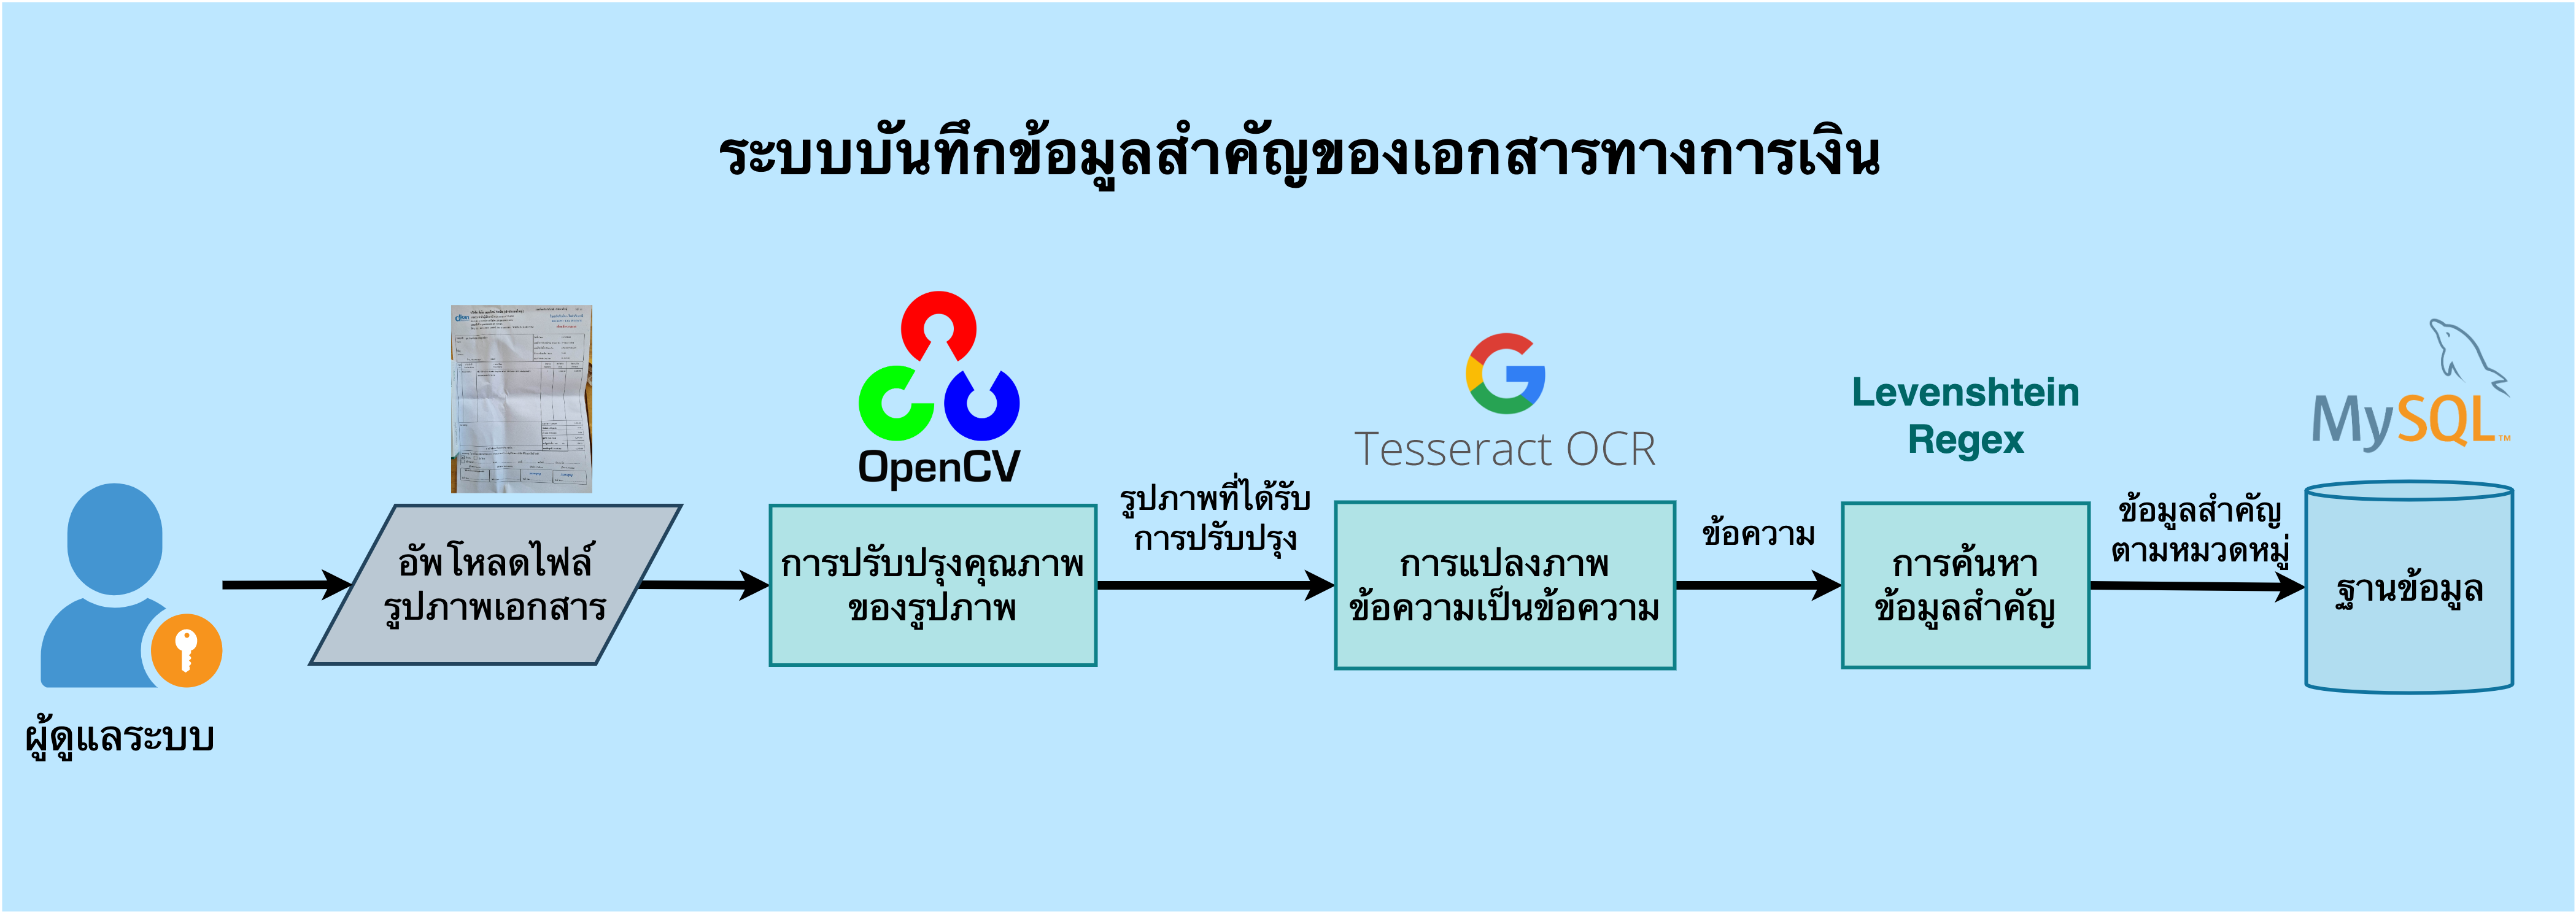 ระบบบันทึกข้อมูลสำคัญของเอกสารทางการเงิน
ผู้ดูแลระบบ
อัพโหลดไฟล์
รูปภาพเอกสาร
OpenCV
การปรับปรุงคุณภาพ
ของรูปภาพ
รูปภาพที่ได้รับ
การปรับปรุง
Tesseract OCR
การแปลงภาพ
ข้อความเป็นข้อความ
ข้อความ
Levenshtein
Regex
การค้นหา
ข้อมูลสำคัญ
ข้อมูลสำคัญ
ตามหมวดหมู่
MySQL™
ฐานข้อมูล